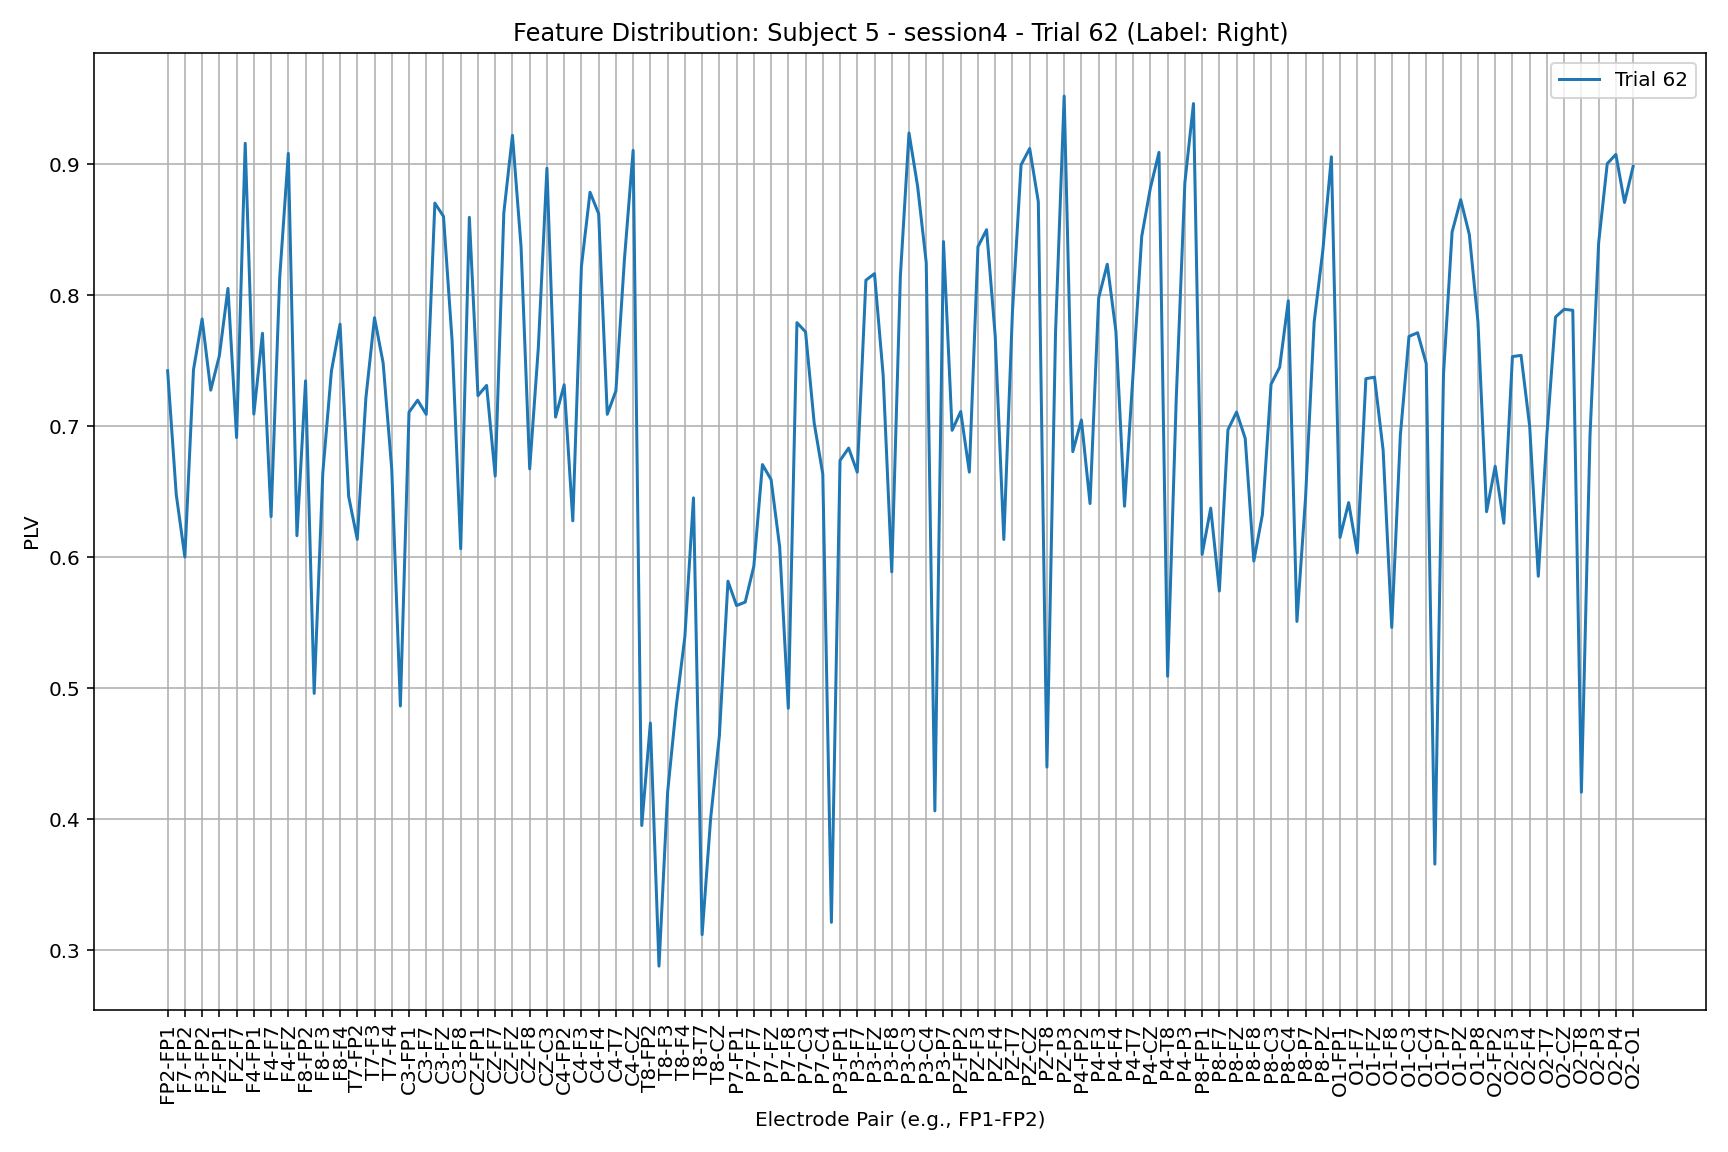 Feature Distribution: Subject 5 - session4 - Trial 62 (Label: Right)
Trial 62
PLV
0.9
0.8
0.7
0.6
0.5
0.4
0.3
FP2-FP1
F7-FP2
F3-FP2
FZ-FP1
FZ-F7
F4-FP1
F4-F7
F4-FZ
F8-FP2
F8-F3
F8-F4
T7-FP2
T7-F3
T7-F4
C3-FP1
C3-F7
C3-FZ
C3-F8
CZ-FP1
CZ-F7
CZ-FZ
CZ-F8
CZ-C3
C4-FP2
C4-F3
C4-F4
C4-T7
C4-CZ
T8-FP2
T8-F3
T8-F4
T8-T7
T8-CZ
P7-FP1
P7-F7
P7-FZ
P7-F8
P7-C3
P7-C4
P3-FP1
P3-F7
P3-FZ
P3-F8
P3-C3
P3-C4
P3-P7
PZ-FP2
PZ-F3
PZ-F4
PZ-T7
PZ-CZ
PZ-T8
PZ-P3
P4-FP2
P4-F3
P4-F4
P4-T7
P4-CZ
P4-T8
P4-P3
P8-FP1
P8-F7
P8-FZ
P8-F8
P8-C3
P8-C4
P8-P7
P8-PZ
O1-FP1
O1-F7
O1-FZ
O1-F8
O1-C3
O1-C4
O1-P7
O1-PZ
O1-P8
O2-FP2
O2-F3
O2-F4
O2-T7
O2-CZ
O2-T8
O2-P3
O2-P4
O2-O1
Electrode Pair (e.g., FP1-FP2)